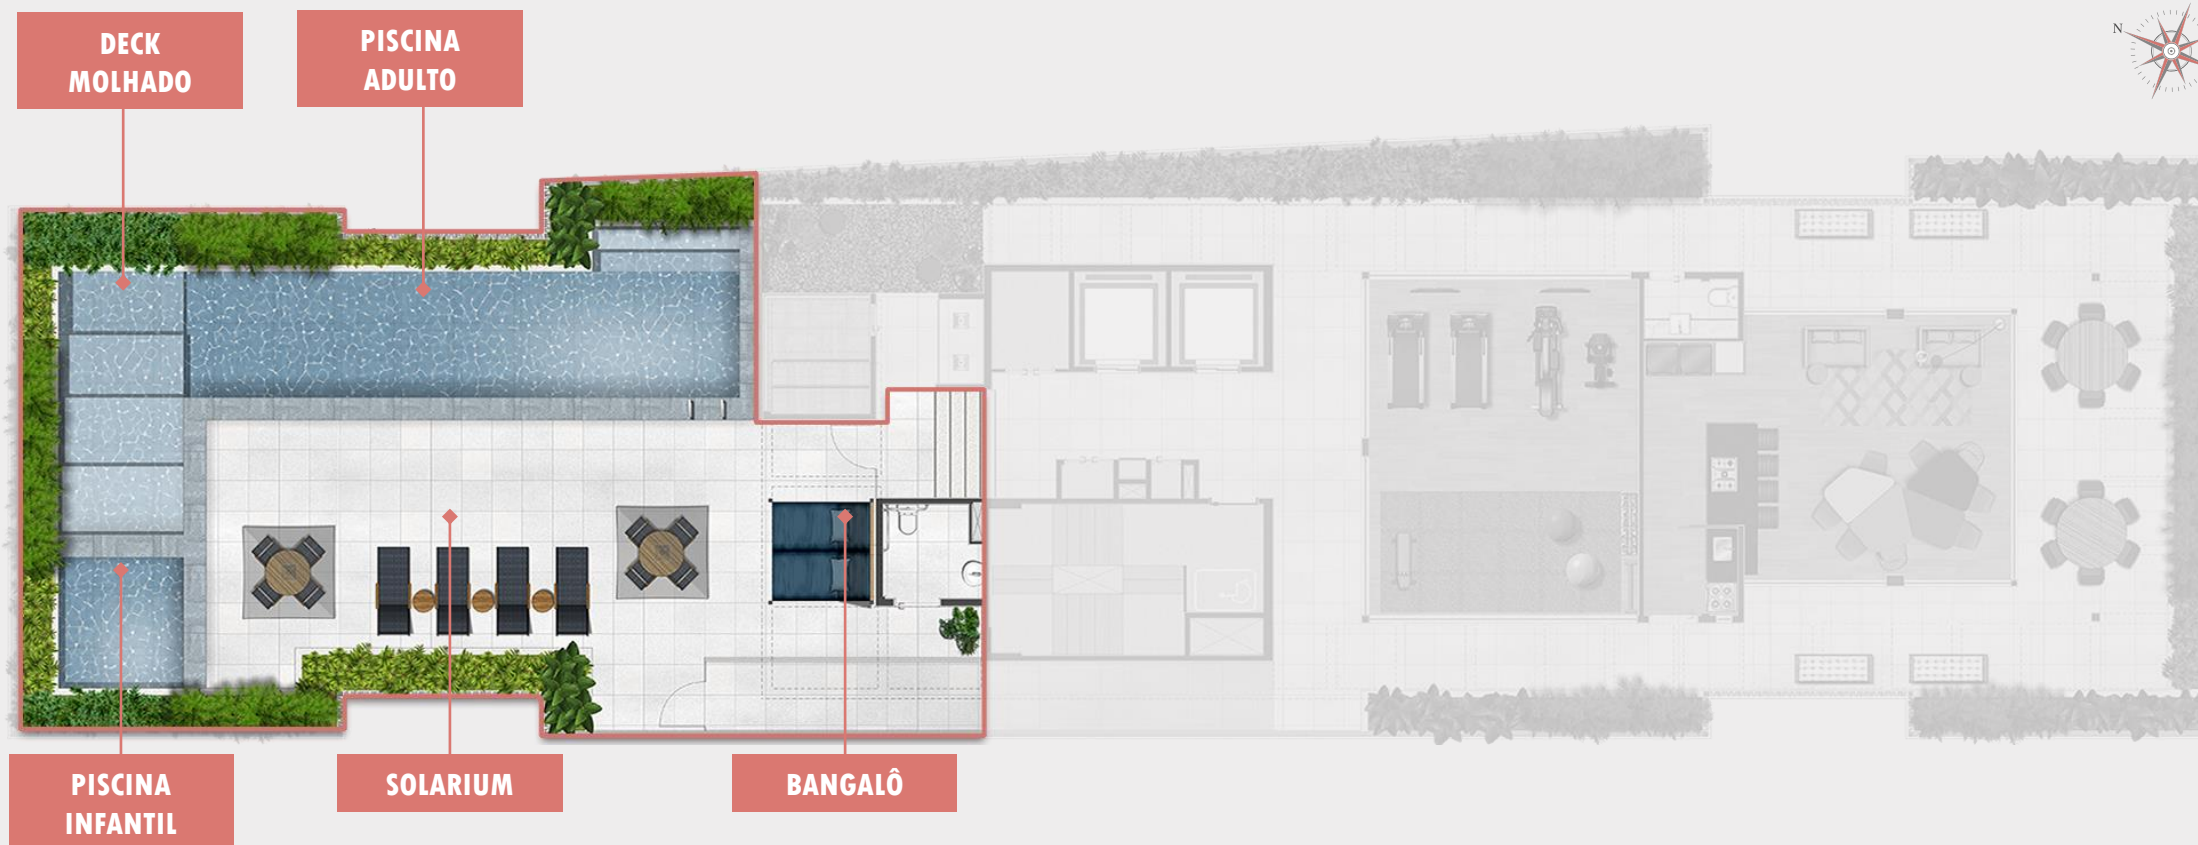 DECK
MOLHADO
PISCINA
ADULTO
N
PISCINA
INFANTIL
SOLARIUM
BANGALÔ